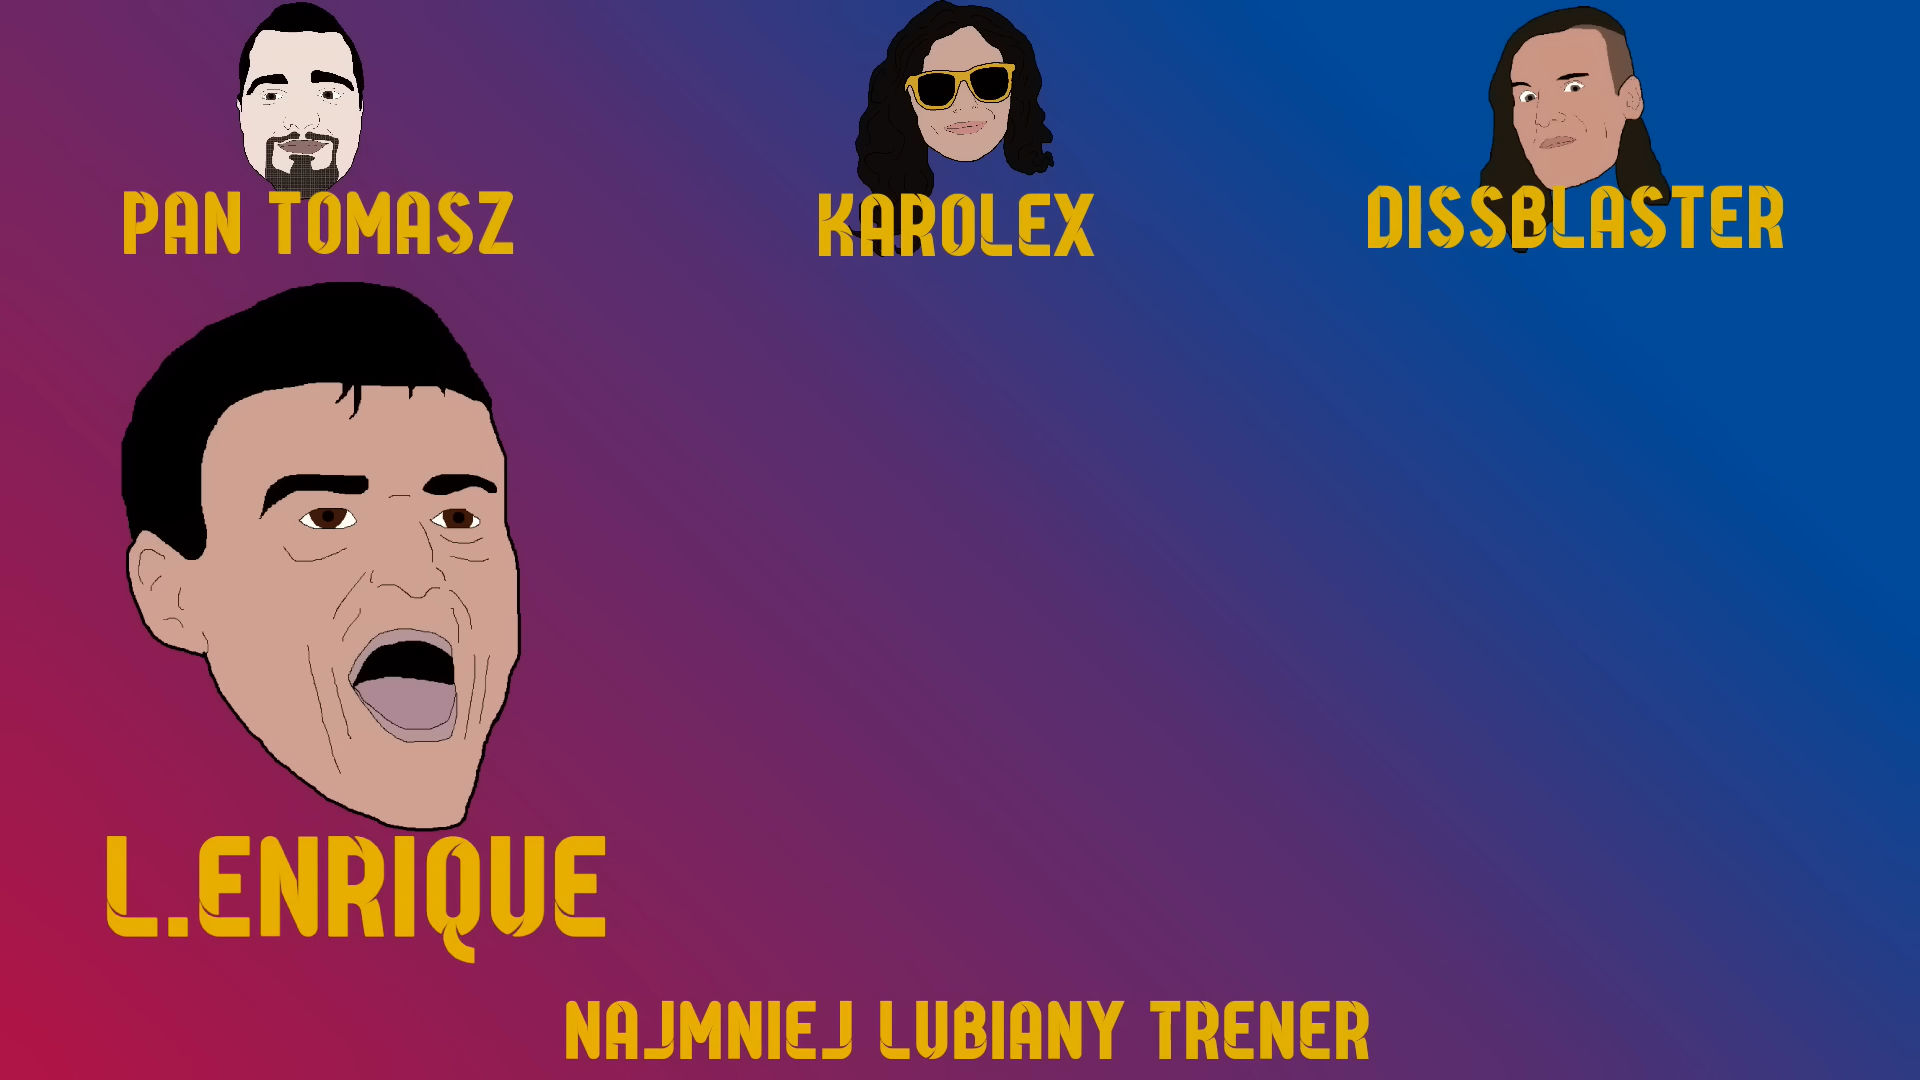 PAN TOMASZ
KAROLEX
DISSBLASTER
L.ENRIQUE
NAJMNIEJ LUBIANY TRENER